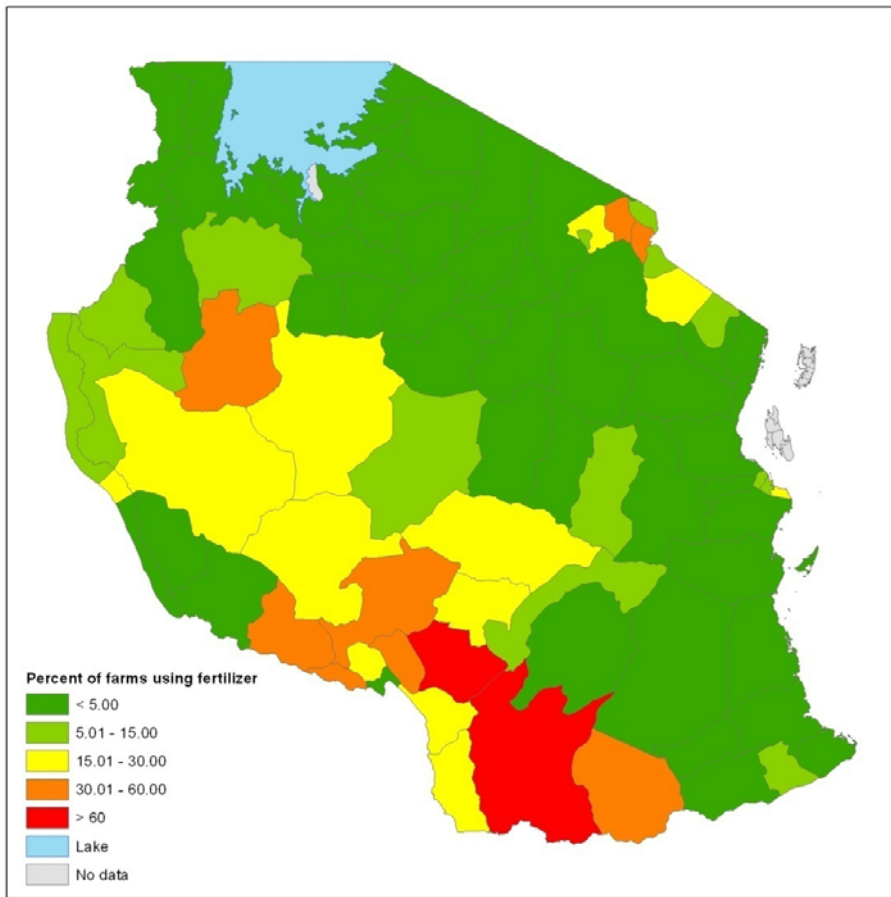 Percent of farms using fertilizer
< 5.00
5.01 - 15.00
15.01 - 30.00
30.01 - 60.00
> 60
Lake
No data